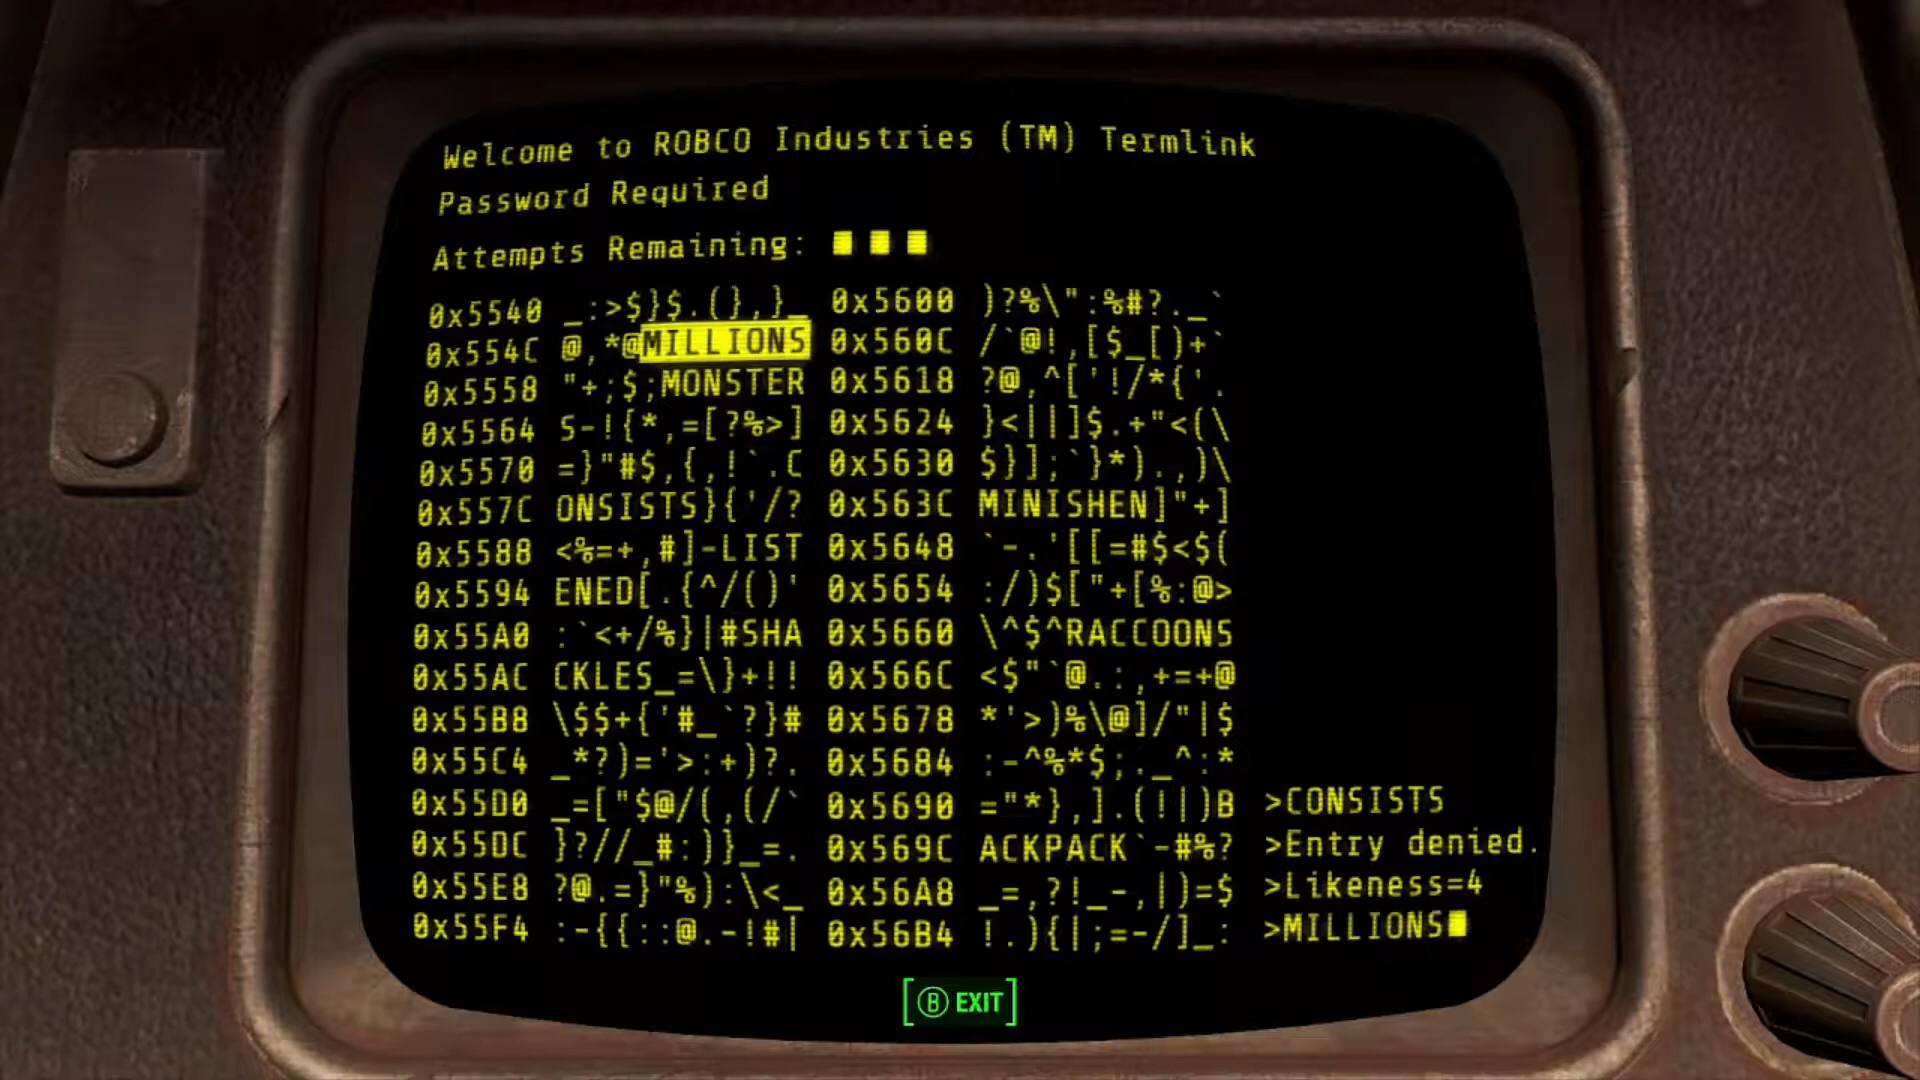 Welcome to ROBCO Industries (TM) Termlink
Password Required
Attempts Remaining: ■ ■ ■
0x5540 _:>$}$.(},}_ 0x5600 )?%\":%#?._`
0x554C @,*@MILLIONS 0x560C /`@!,[$_[)+`
0x5558 "+;$;MONSTER 0x5618 ?@,^['!/*{'.
0x5564 S-!{*,=[?%>] 0x5624 }<||]$.+"<(\
0x5570 =}"#$,{,!`.C 0x5630 $}];`}*).,)\
0x557C ONSISTS}{'/? 0x563C MINISHEN]"+]
0x5588 <%=+,#]-LIST 0x5648 `-.'[[=#$<$(
0x5594 ENED[.{^/()' 0x5654 :/)$["+[%:@>
0x55A0 :`<+/%}|#SHA 0x5660 \^$^RACCOONS
0x55AC CKLES_=\}+!! 0x566C <$"`@.:,+=+@
0x55B8 \$$+{'#_`?}# 0x5678 *'>)%\@]/"|$
0x55C4 _*?)='>:+)?. 0x5684 :-^%*$;._^:*
0x55D0 _=["$@/(,(/` 0x5690 ="*},].(!|)B >CONSISTS
0x55DC }?//_#:)}_=. 0x569C ACKPACK`-#%? >Entry denied.
0x55E8 ?@.=}"%):\<_ 0x56A8 _=,?!_-,|)=$ >Likeness=4
0x55F4 :-{{::@.-!#| 0x56B4 !.){|;=-/]_: >MILLIONS■
[Ⓑ EXIT]